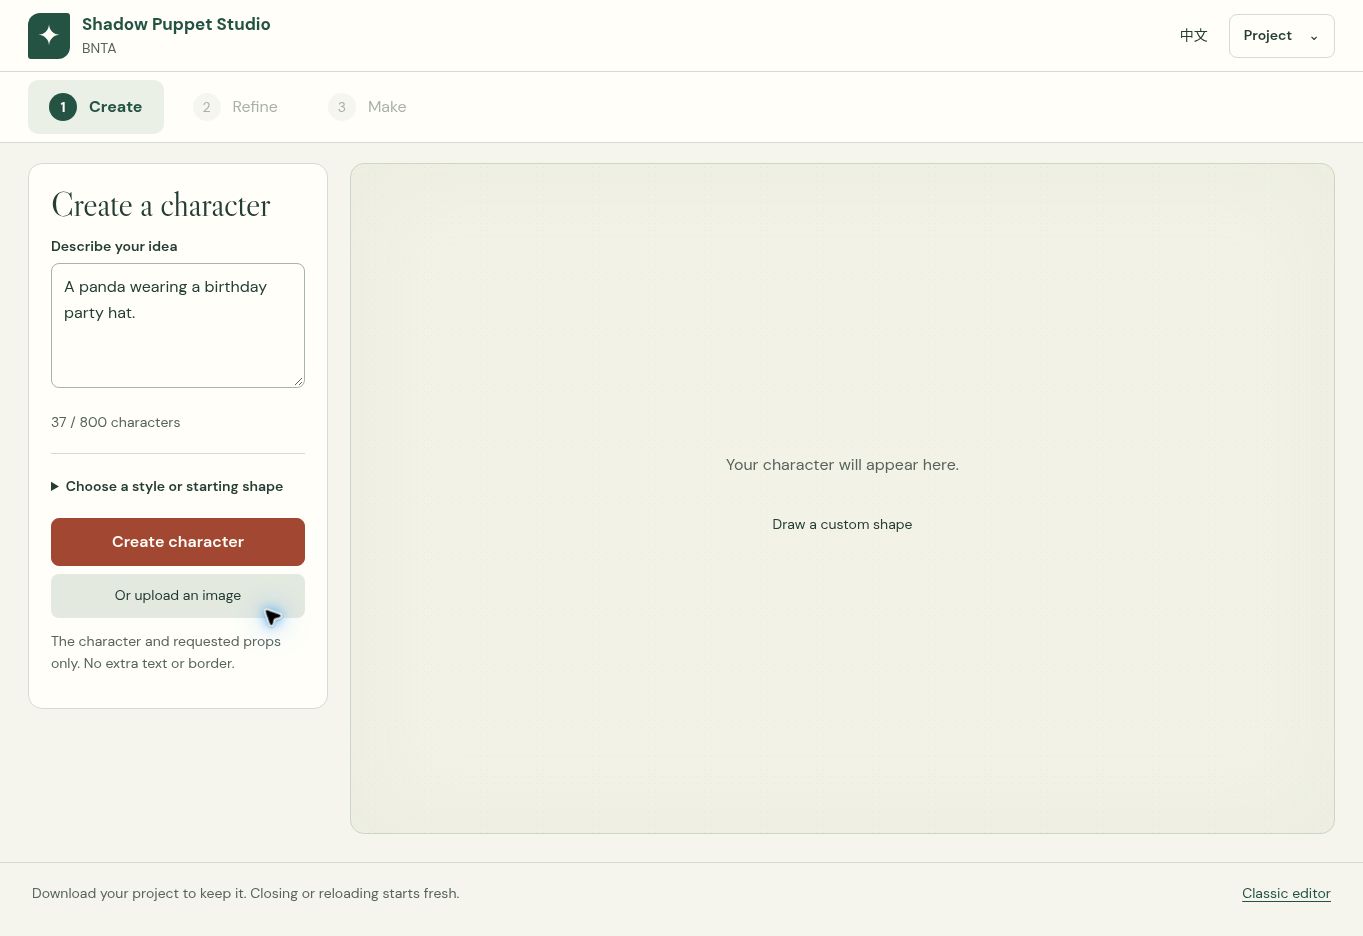 Shadow Puppet Studio
BNTA
中文
Project
1 Create
2 Refine
3 Make
Create a character
Describe your idea
A panda wearing a birthday
party hat.
37 / 800 characters
Choose a style or starting shape
Create character
Or upload an image
The character and requested props
only. No extra text or border.
Your character will appear here.
Draw a custom shape
Download your project to keep it. Closing or reloading starts fresh.
Classic editor